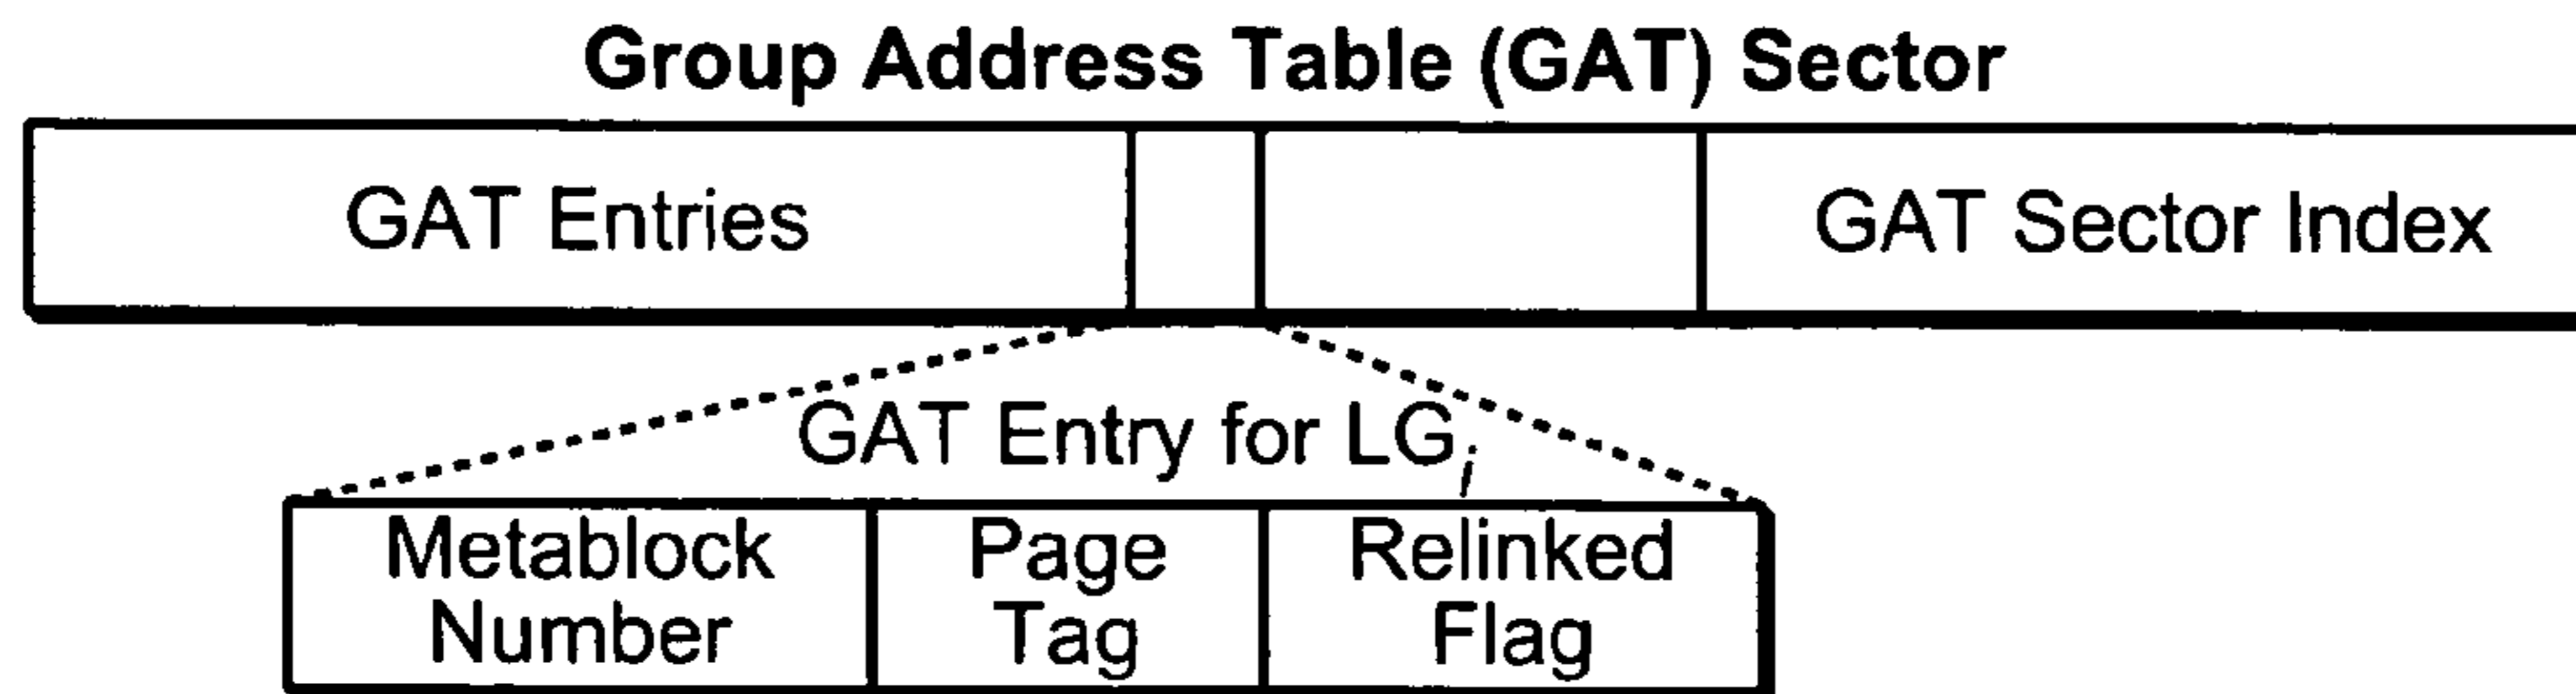 Group Address Table (GAT) Sector
GAT Entries
GAT Sector Index
GAT Entry for LGi
Metablock
Number
Page
Tag
Relinked
Flag